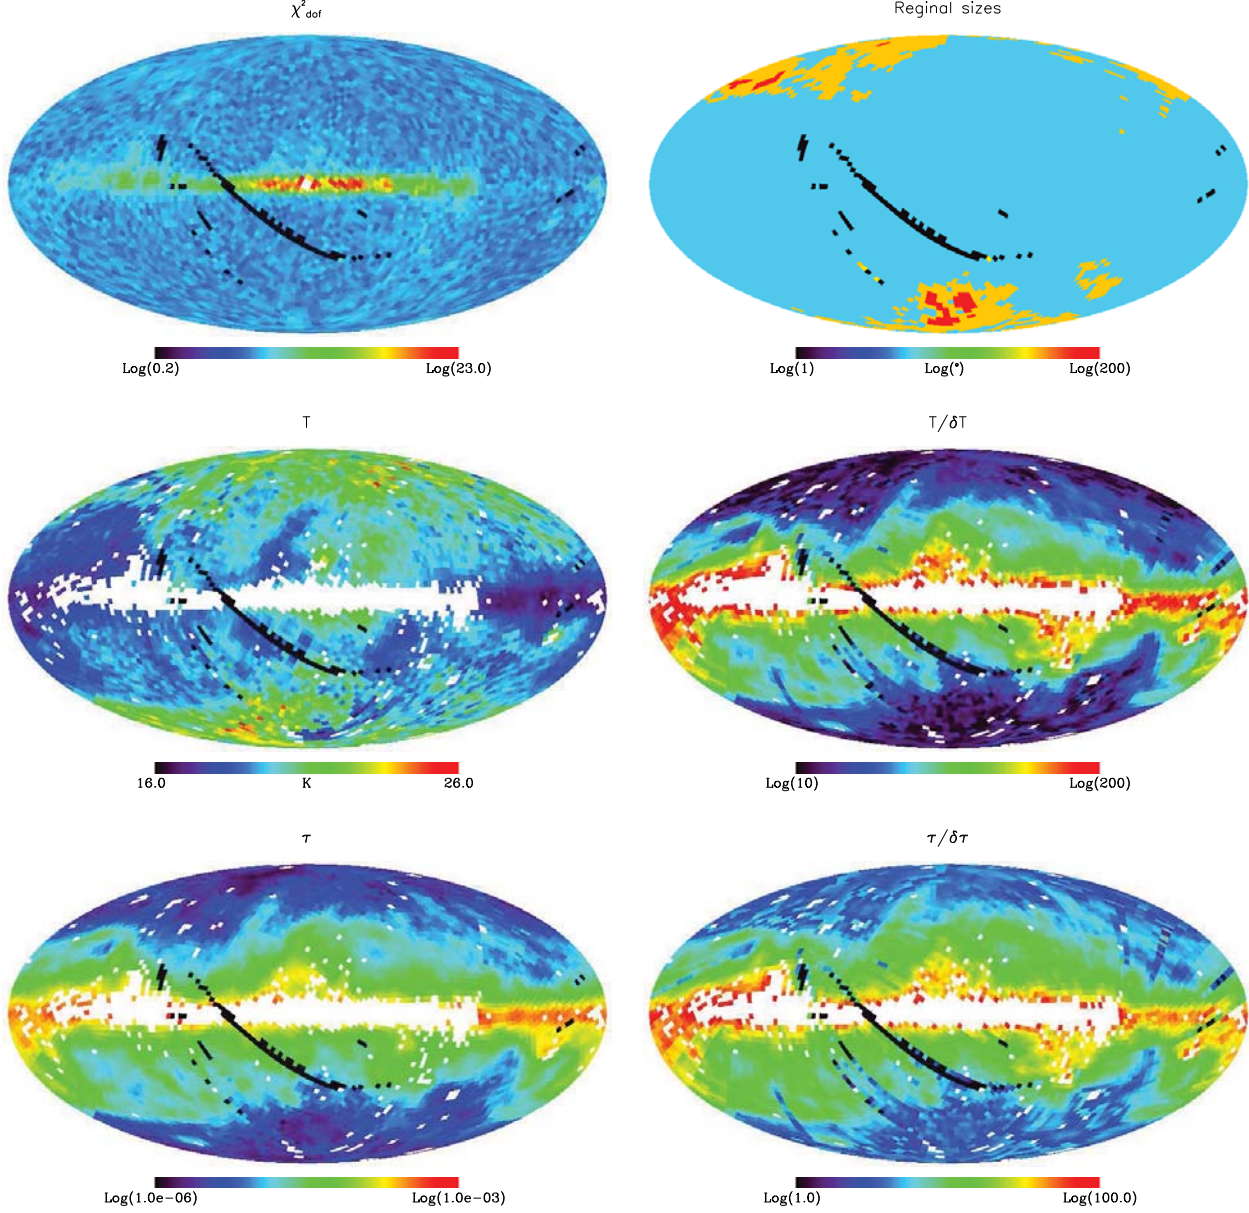 χ²dof
Reginal sizes
Log(0.2) Log(23.0)
Log(1) Log(°) Log(200)
T
T/δT
16.0 K 26.0
Log(10) Log(200)
τ
τ/δτ
Log(1.0e-06) Log(1.0e-03)
Log(1.0) Log(100.0)